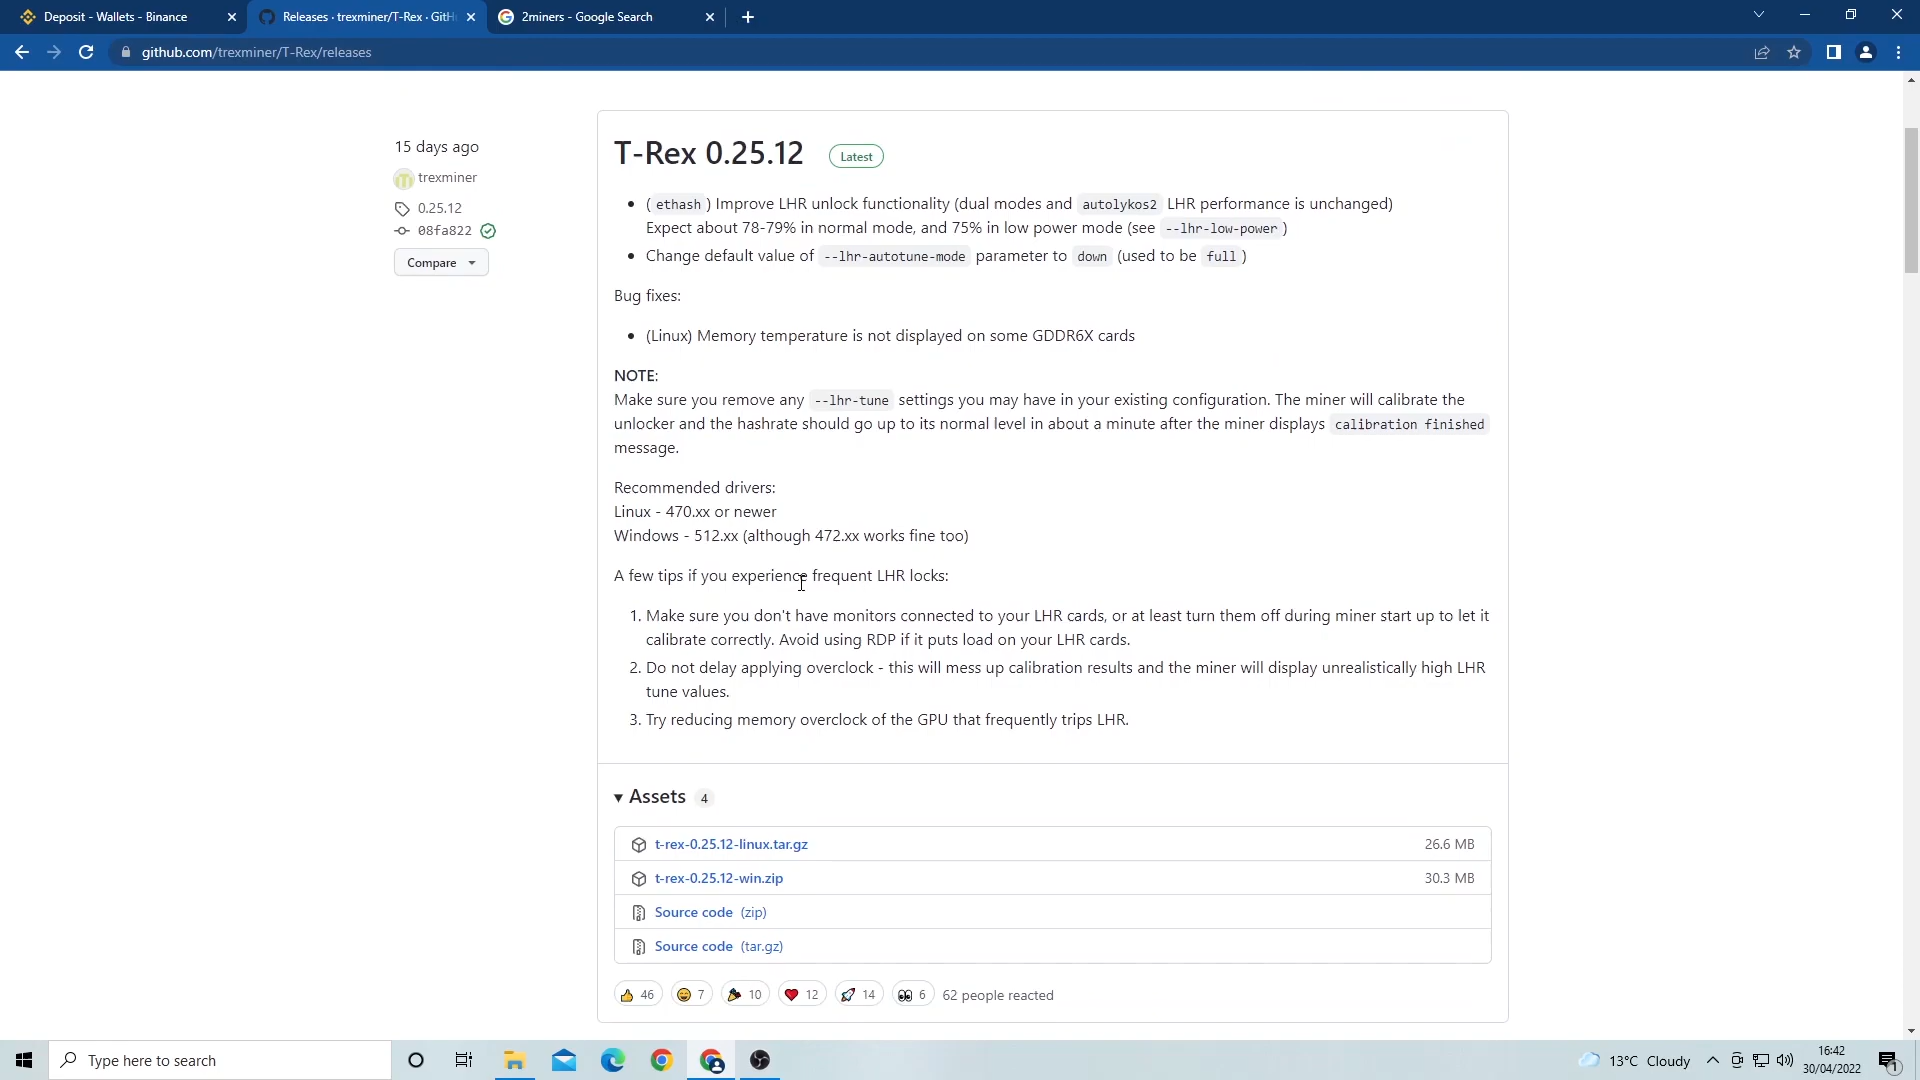 Deposit - Wallets - Binance
Releases · trexminer/T-Rex · GitH
2miners - Google Search
github.com/trexminer/T-Rex/releases
15 days ago
trexminer
0.25.12
08fa822
Compare
T-Rex 0.25.12 Latest
( ethash ) Improve LHR unlock functionality (dual modes and autolykos2 LHR performance is unchanged)
Expect about 78-79% in normal mode, and 75% in low power mode (see --lhr-low-power )
Change default value of --lhr-autotune-mode parameter to down (used to be full )
Bug fixes:
(Linux) Memory temperature is not displayed on some GDDR6X cards
NOTE:
Make sure you remove any --lhr-tune settings you may have in your existing configuration. The miner will calibrate the
unlocker and the hashrate should go up to its normal level in about a minute after the miner displays calibration finished
message.
Recommended drivers:
Linux - 470.xx or newer
Windows - 512.xx (although 472.xx works fine too)
A few tips if you experience frequent LHR locks:
1. Make sure you don't have monitors connected to your LHR cards, or at least turn them off during miner start up to let it
calibrate correctly. Avoid using RDP if it puts load on your LHR cards.
2. Do not delay applying overclock - this will mess up calibration results and the miner will display unrealistically high LHR
tune values.
3. Try reducing memory overclock of the GPU that frequently trips LHR.
Assets 4
t-rex-0.25.12-linux.tar.gz 26.6 MB
t-rex-0.25.12-win.zip 30.3 MB
Source code (zip)
Source code (tar.gz)
46 7 10 12 14 6 62 people reacted
Type here to search
13°C Cloudy
16:42
30/04/2022
1